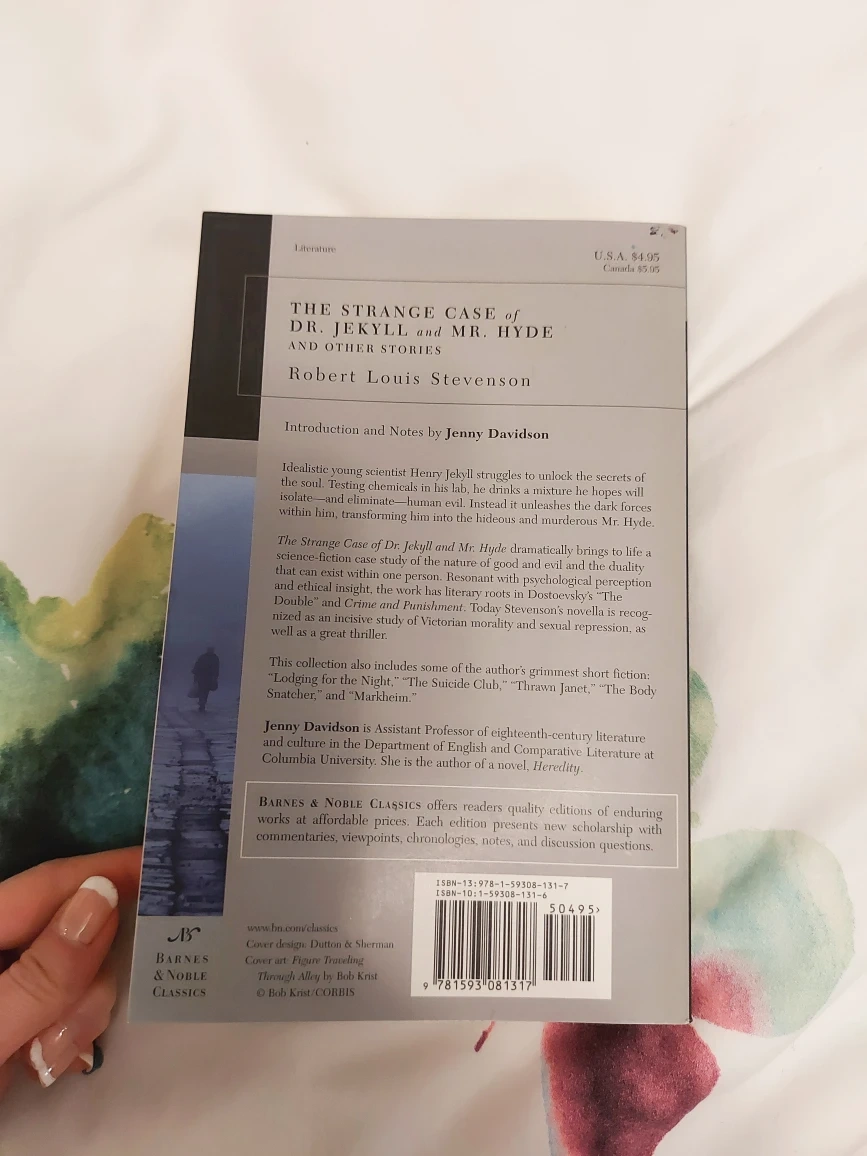 Literature
U.S.A. $4.95
Canada $5.95
THE STRANGE CASE of
DR. JEKYLL and MR. HYDE
AND OTHER STORIES
Robert Louis Stevenson
Introduction and Notes by Jenny Davidson
Idealistic young scientist Henry Jekyll struggles to unlock the secrets of
the soul. Testing chemicals in his lab, he drinks a mixture he hopes will
isolate—and eliminate—human evil. Instead it unleashes the dark forces
within him, transforming him into the hideous and murderous Mr. Hyde.
The Strange Case of Dr. Jekyll and Mr. Hyde dramatically brings to life a
science-fiction case study of the nature of good and evil and the duality
that can exist within one person. Resonant with psychological perception
and ethical insight, the work has literary roots in Dostoevsky's "The
Double" and Crime and Punishment. Today Stevenson's novella is recog-
nized as an incisive study of Victorian morality and sexual repression, as
well as a great thriller.
This collection also includes some of the author's grimmest short fiction:
"Lodging for the Night," "The Suicide Club," "Thrawn Janet," "The Body
Snatcher," and "Markheim."
Jenny Davidson is Assistant Professor of eighteenth-century literature
and culture in the Department of English and Comparative Literature at
Columbia University. She is the author of a novel, Heredity.
BARNES & NOBLE CLASSICS offers readers quality editions of enduring
works at affordable prices. Each edition presents new scholarship with
commentaries, viewpoints, chronologies, notes, and discussion questions.
ISBN-13:978-1-59308-131-7
ISBN-10:1-59308-131-6
50495>
9 781593 081317
www.bn.com/classics
Cover design: Dutton & Sherman
Cover art: Figure Traveling
Through Alley by Bob Krist
© Bob Krist/CORBIS
BARNES
& NOBLE
CLASSICS